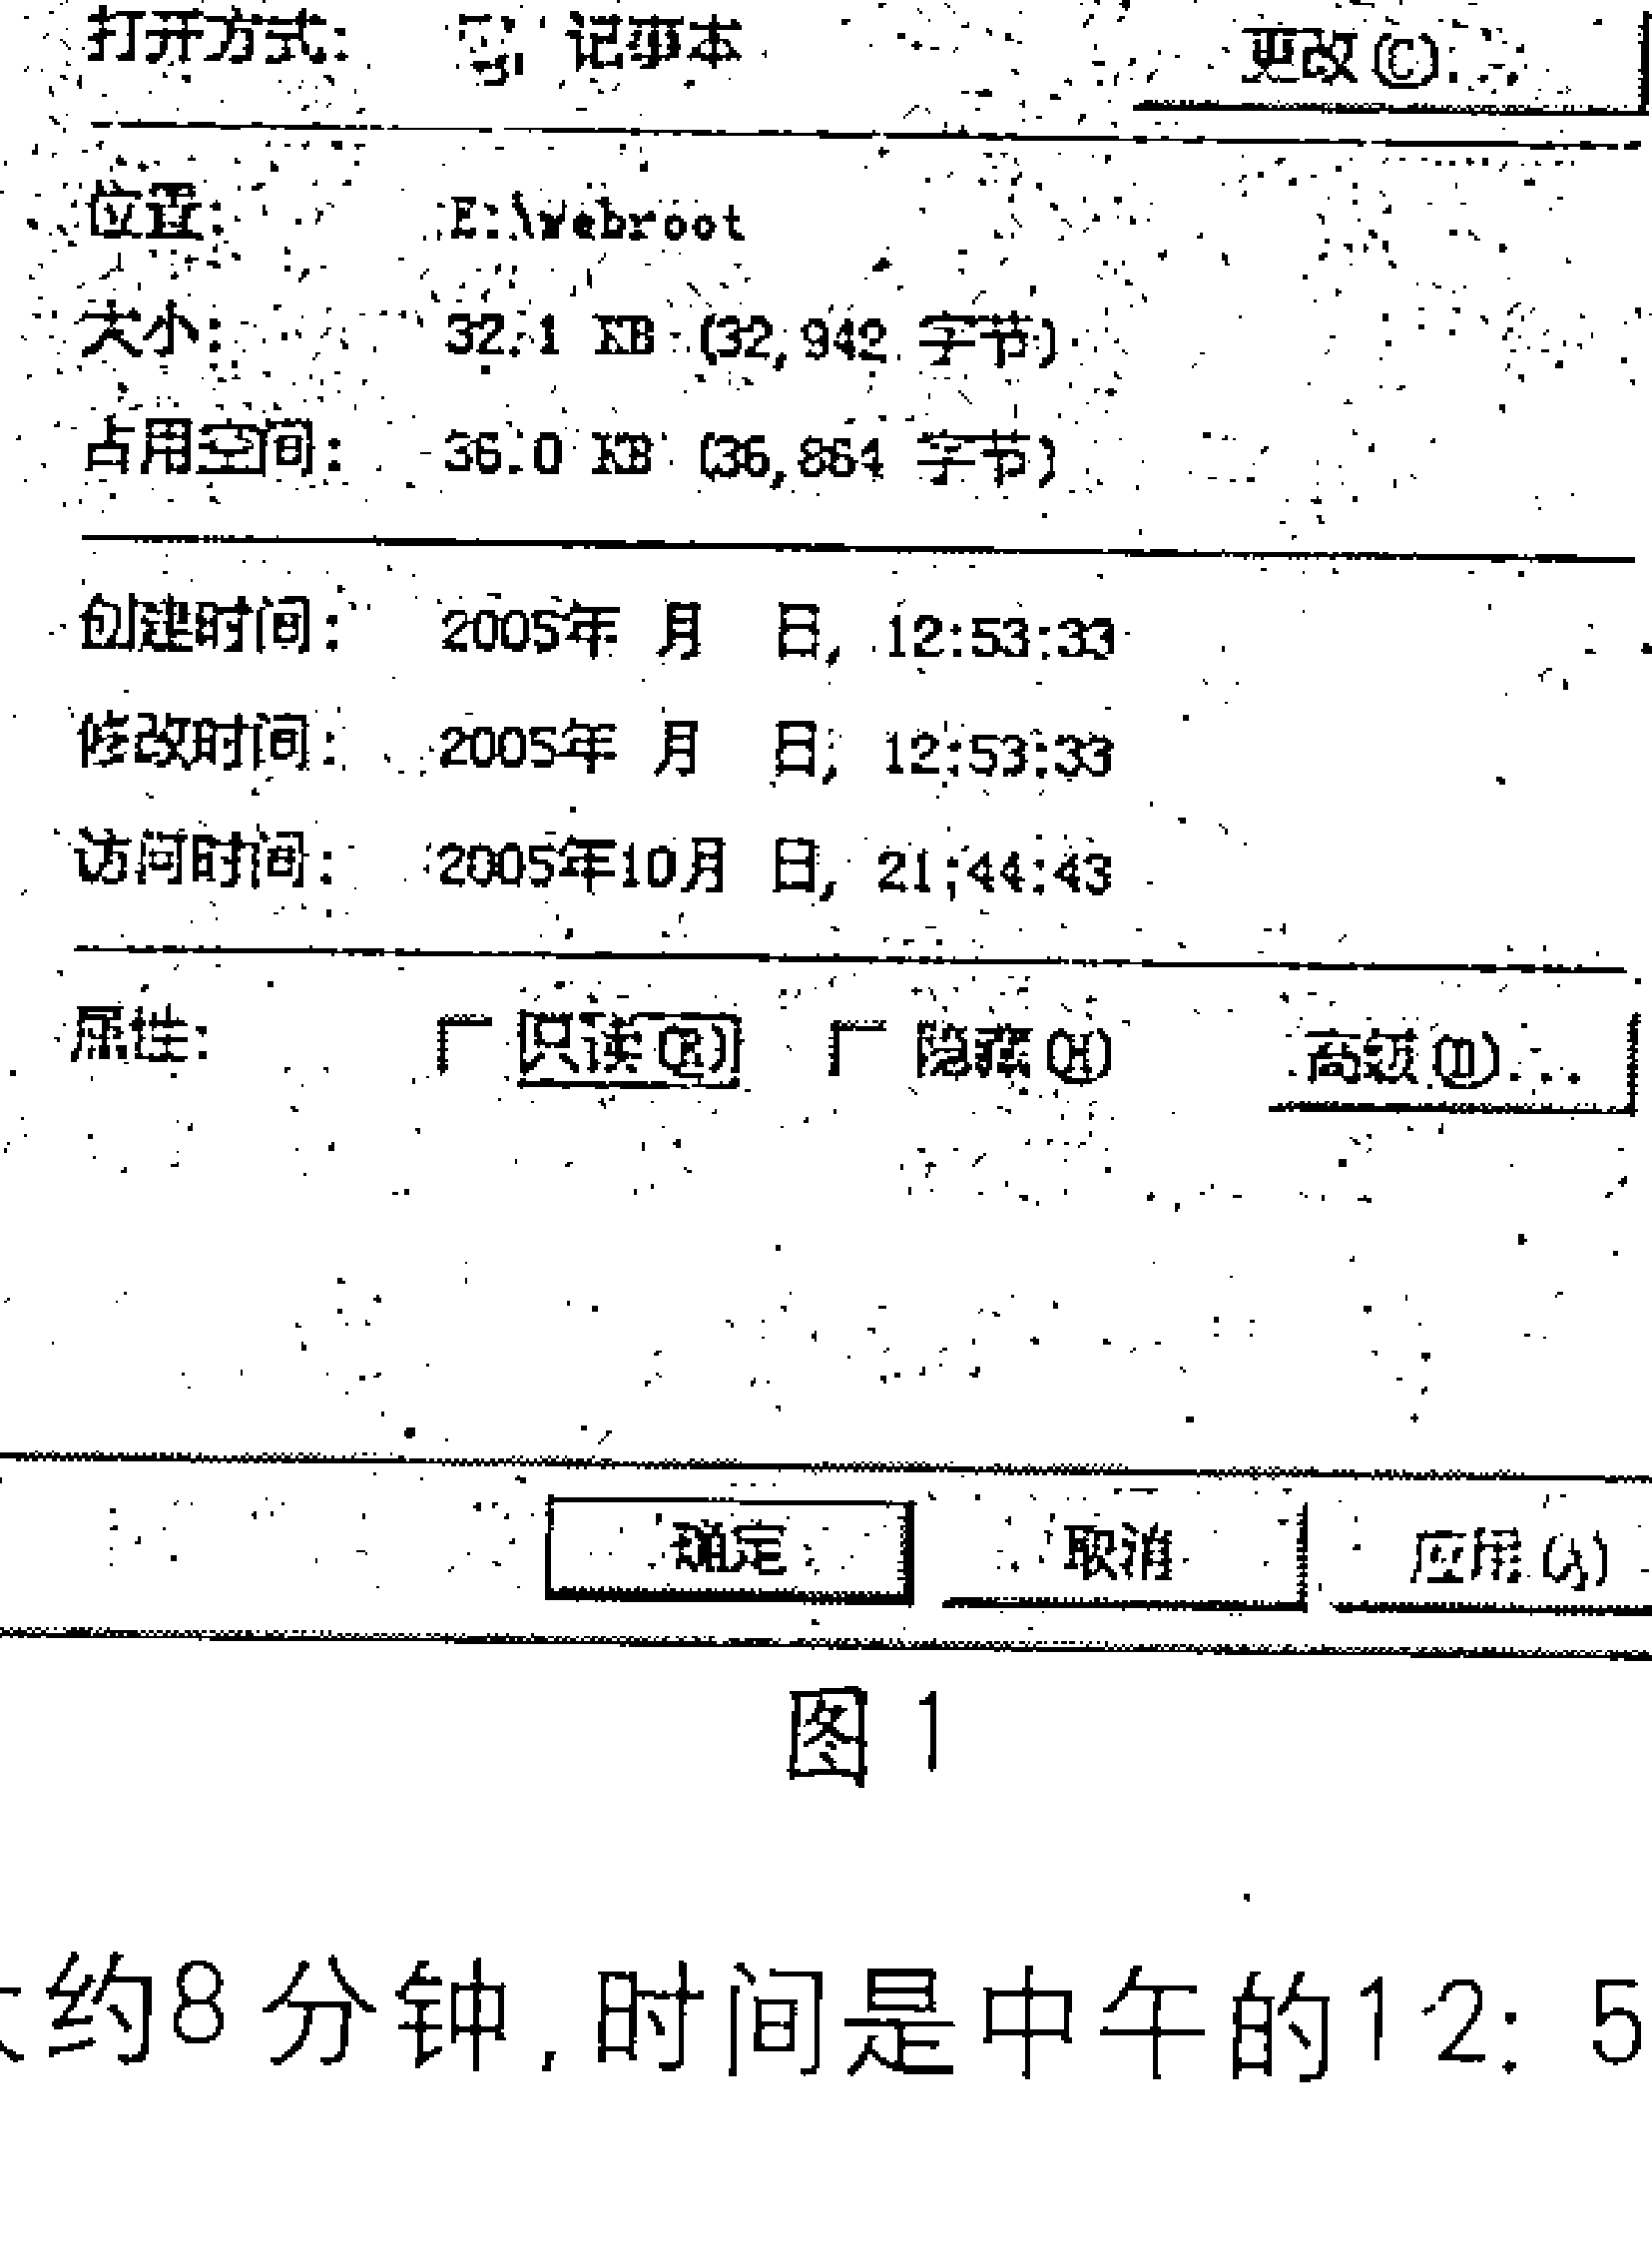 打开方式: 记事本 更改(C)...
位置: E:\webroot
大小: 32.1 KB (32,942 字节)
占用空间: 36.0 KB (36,864 字节)
创建时间: 2005年 月 日, 12:53:33
修改时间: 2005年 月 日, 12:53:33
访问时间: 2005年10月 日, 21:44:43
属性: 只读(R) 隐藏(H) 高级(D)...
确定 取消 应用(A)
图 1
约8分钟,时间是中午的12: 5